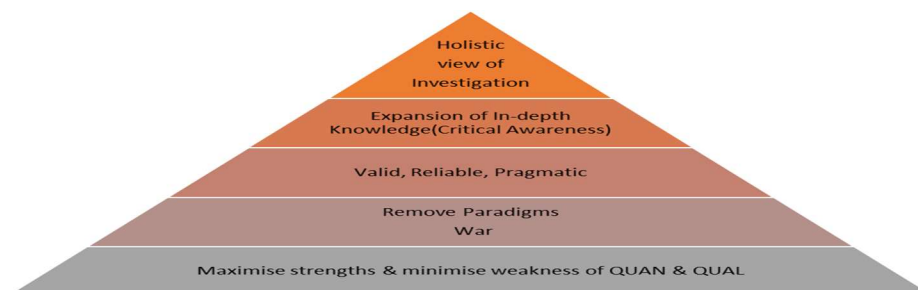 Holistic
view of
Investigation
Expansion of In-depth
Knowledge(Critical Awareness)
Valid, Reliable, Pragmatic
Remove Paradigms
War
Maximise strengths & minimise weakness of QUAN & QUAL